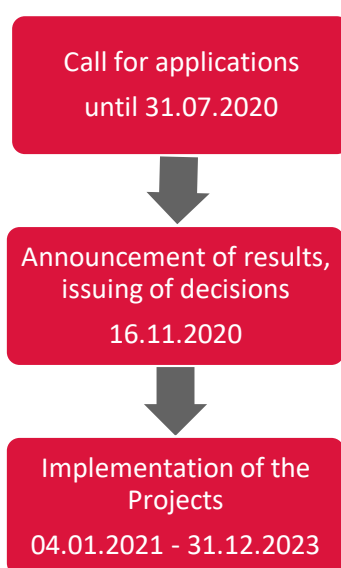 Call for applications
until 31.07.2020
Announcement of results,
issuing of decisions
16.11.2020
Implementation of the
Projects
04.01.2021 - 31.12.2023